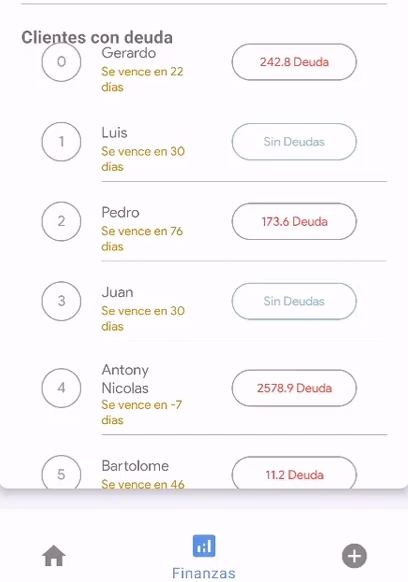 Clientes con deuda
0
Gerardo
Se vence en 22
días
242.8 Deuda
1
Luis
Se vence en 30
días
Sin Deudas
2
Pedro
Se vence en 76
días
173.6 Deuda
3
Juan
Se vence en 30
días
Sin Deudas
4
Antony
Nicolas
Se vence en -7
días
2578.9 Deuda
5
Bartolome
Se vence en 46
11.2 Deuda
Finanzas